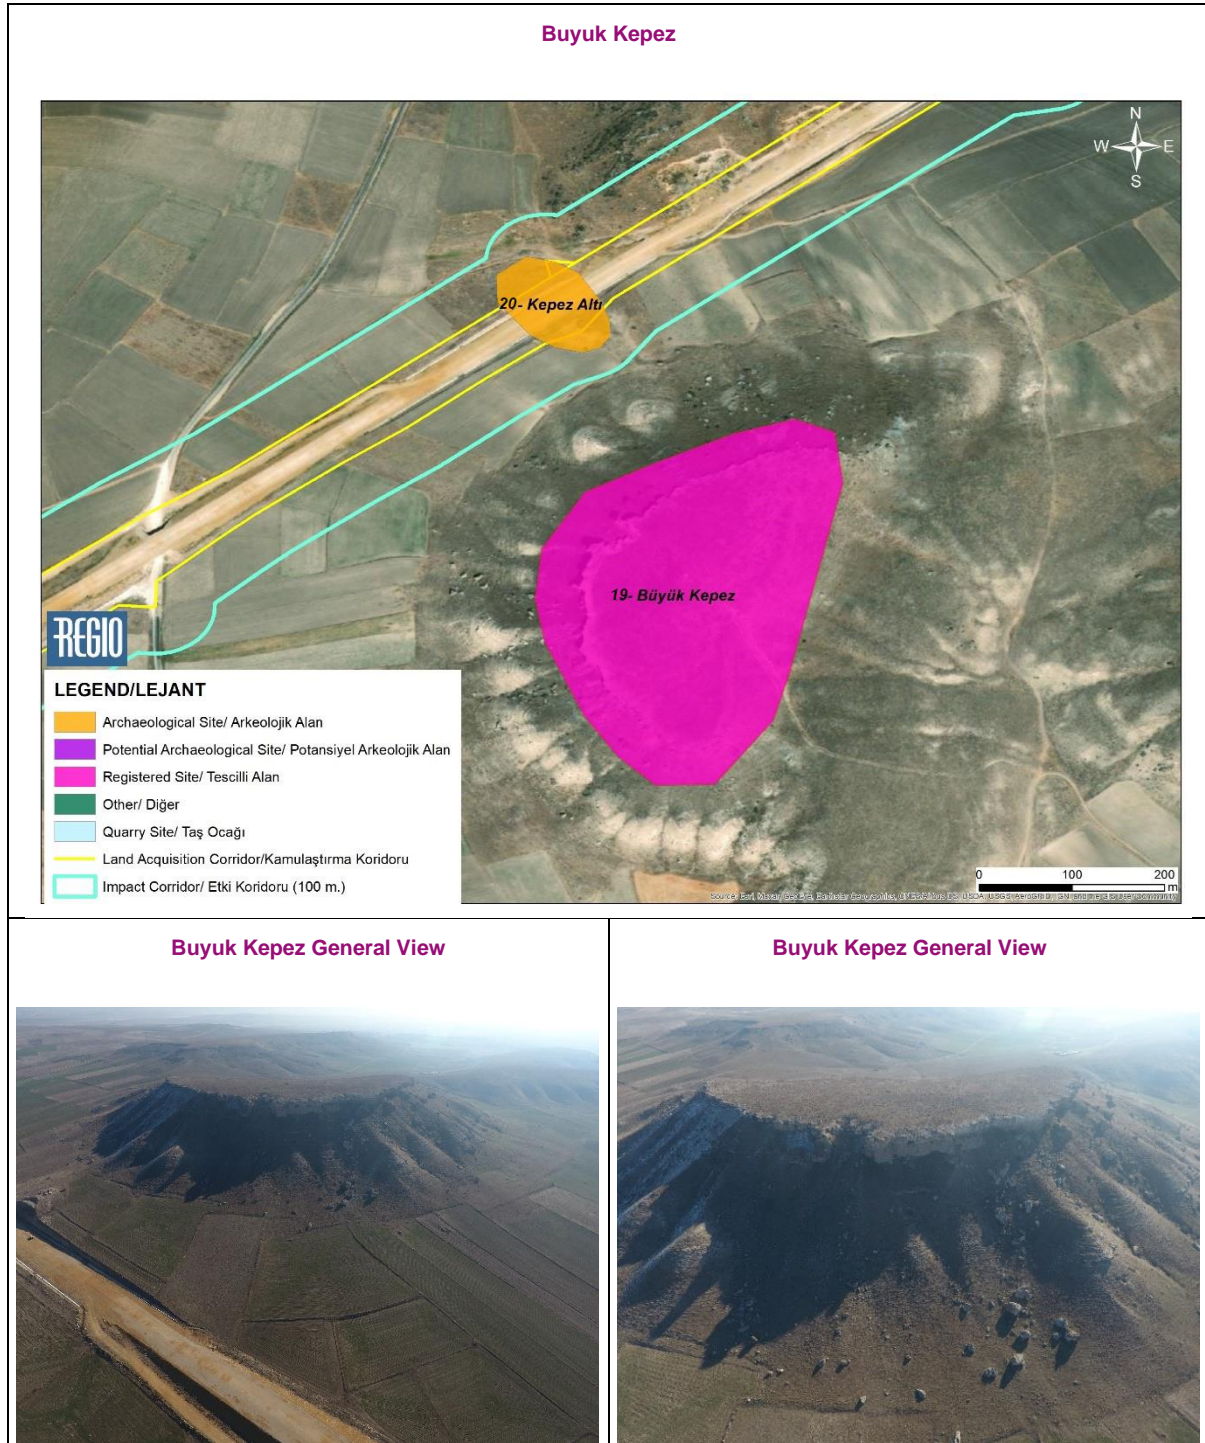 Buyuk Kepez
N
W E
S
20- Kepez Altı
19- Büyük Kepez
REGIO
LEGEND/LEJANT
Archaeological Site/ Arkeolojik Alan
Potential Archaeological Site/ Potansiyel Arkeolojik Alan
Registered Site/ Tescilli Alan
Other/ Diğer
Quarry Site/ Taş Ocağı
Land Acquisition Corridor/Kamulaştırma Koridoru
Impact Corridor/ Etki Koridoru (100 m.)
0 100 200
m
Buyuk Kepez General View
Buyuk Kepez General View